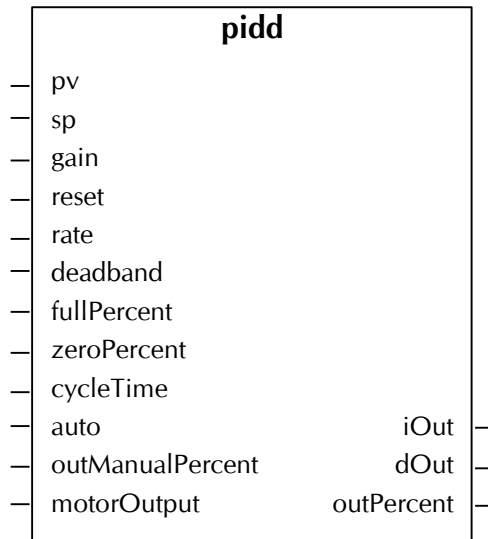 pidd
pv
sp
gain
reset
rate
deadband
fullPercent
zeroPercent
cycleTime
auto iOut
outManualPercent dOut
motorOutput outPercent